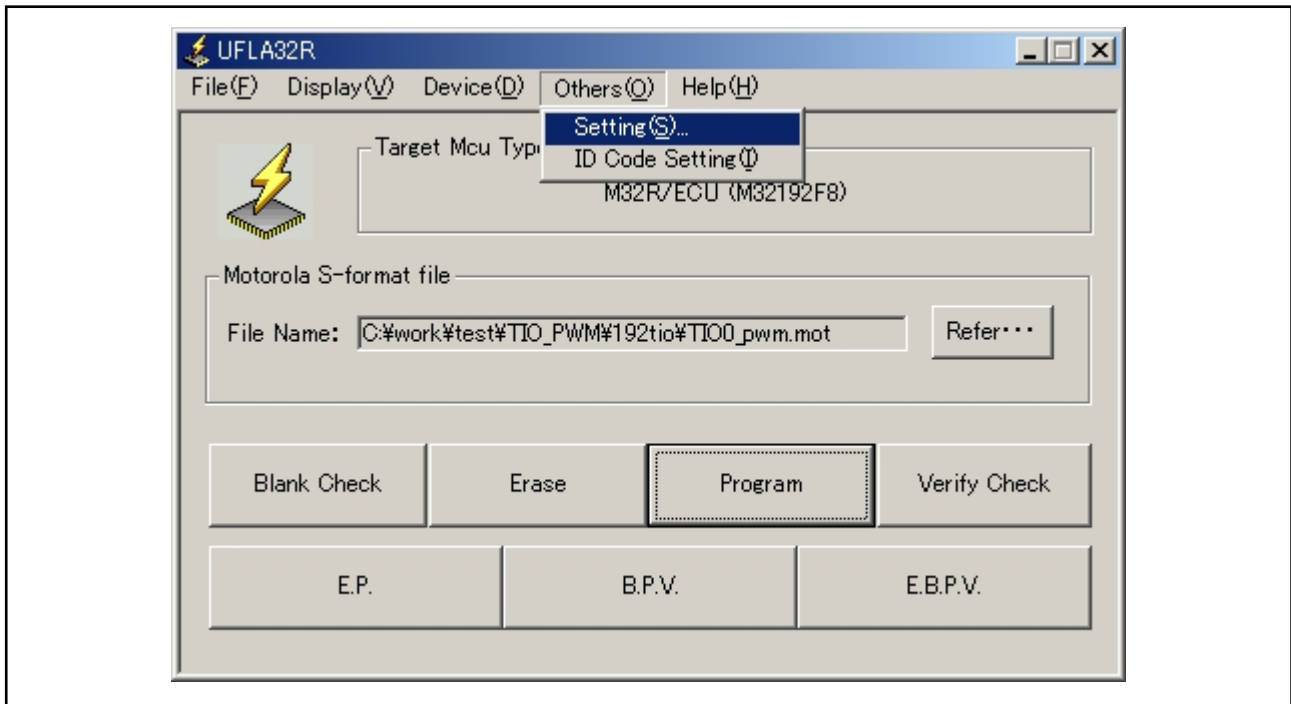 UFLA32R
File(F) Display(V) Device(D) Others(O) Help(H)
Setting(S)...
ID Code Setting(I)
Target Mcu Typ
M32R/ECU (M32192F8)
Motorola S-format file
File Name: C:¥work¥test¥TIO_PWM¥192tio¥TIO0_pwm.mot Refer･･･
Blank Check Erase Program Verify Check
E.P. B.P.V. E.B.P.V.